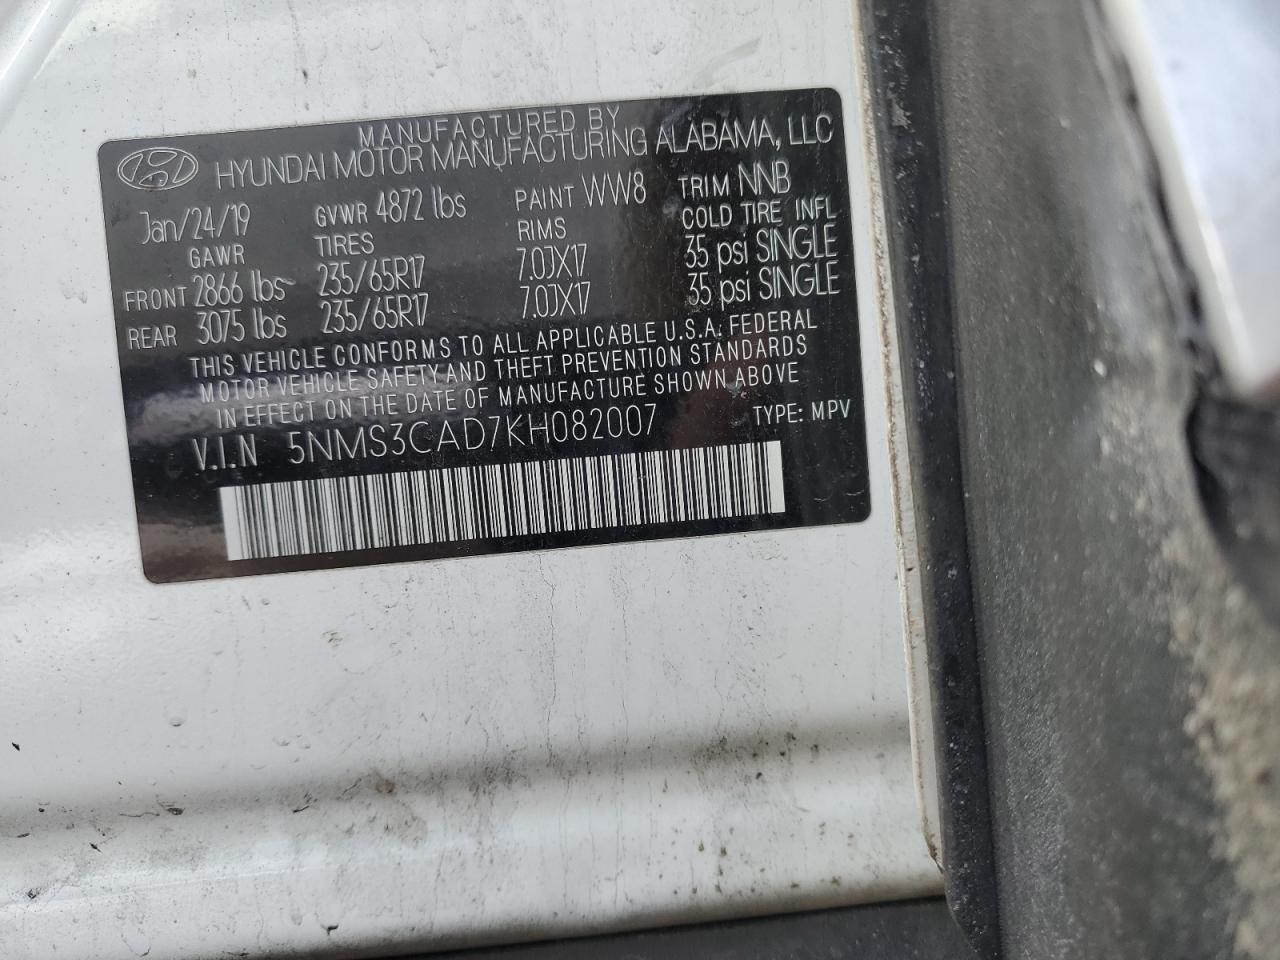 MANUFACTURED BY
HYUNDAI MOTOR MANUFACTURING ALABAMA, LLC
Jan/24/19 GVWR 4872 lbs PAINT WW8 TRIM NNB
GAWR TIRES RIMS COLD TIRE INFL
FRONT 2866 lbs 235/65R17 7.0JX17 35 psi SINGLE
REAR 3075 lbs 235/65R17 7.0JX17 35 psi SINGLE
THIS VEHICLE CONFORMS TO ALL APPLICABLE U.S.A. FEDERAL
MOTOR VEHICLE SAFETY AND THEFT PREVENTION STANDARDS
IN EFFECT ON THE DATE OF MANUFACTURE SHOWN ABOVE
V.I.N 5NMS3CAD7KH082007 TYPE: MPV